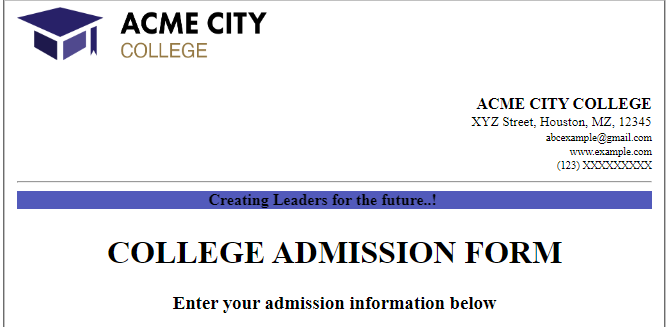 ACME CITY
COLLEGE
ACME CITY COLLEGE
XYZ Street, Houston, MZ, 12345
abcexample@gmail.com
www.example.com
(123) XXXXXXXXX
Creating Leaders for the future..!
COLLEGE ADMISSION FORM
Enter your admission information below